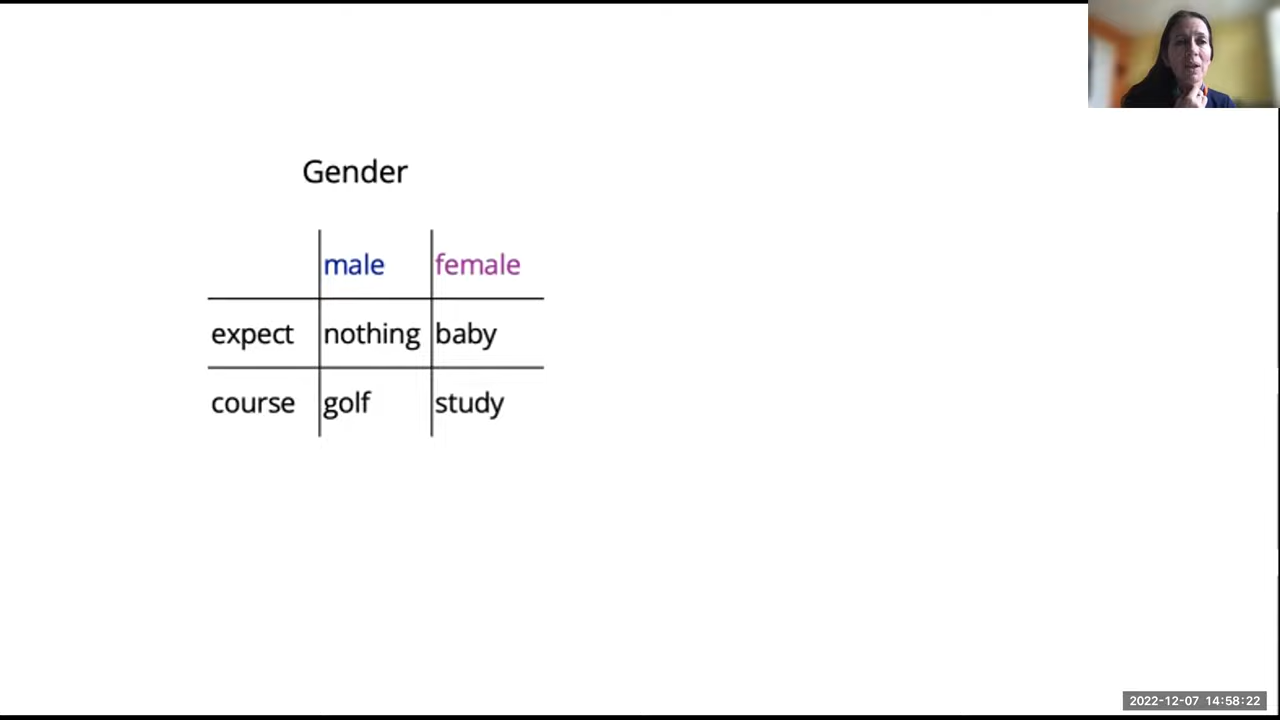 Gender
male female
expect nothing baby
course golf study
2022-12-07 14:58:22